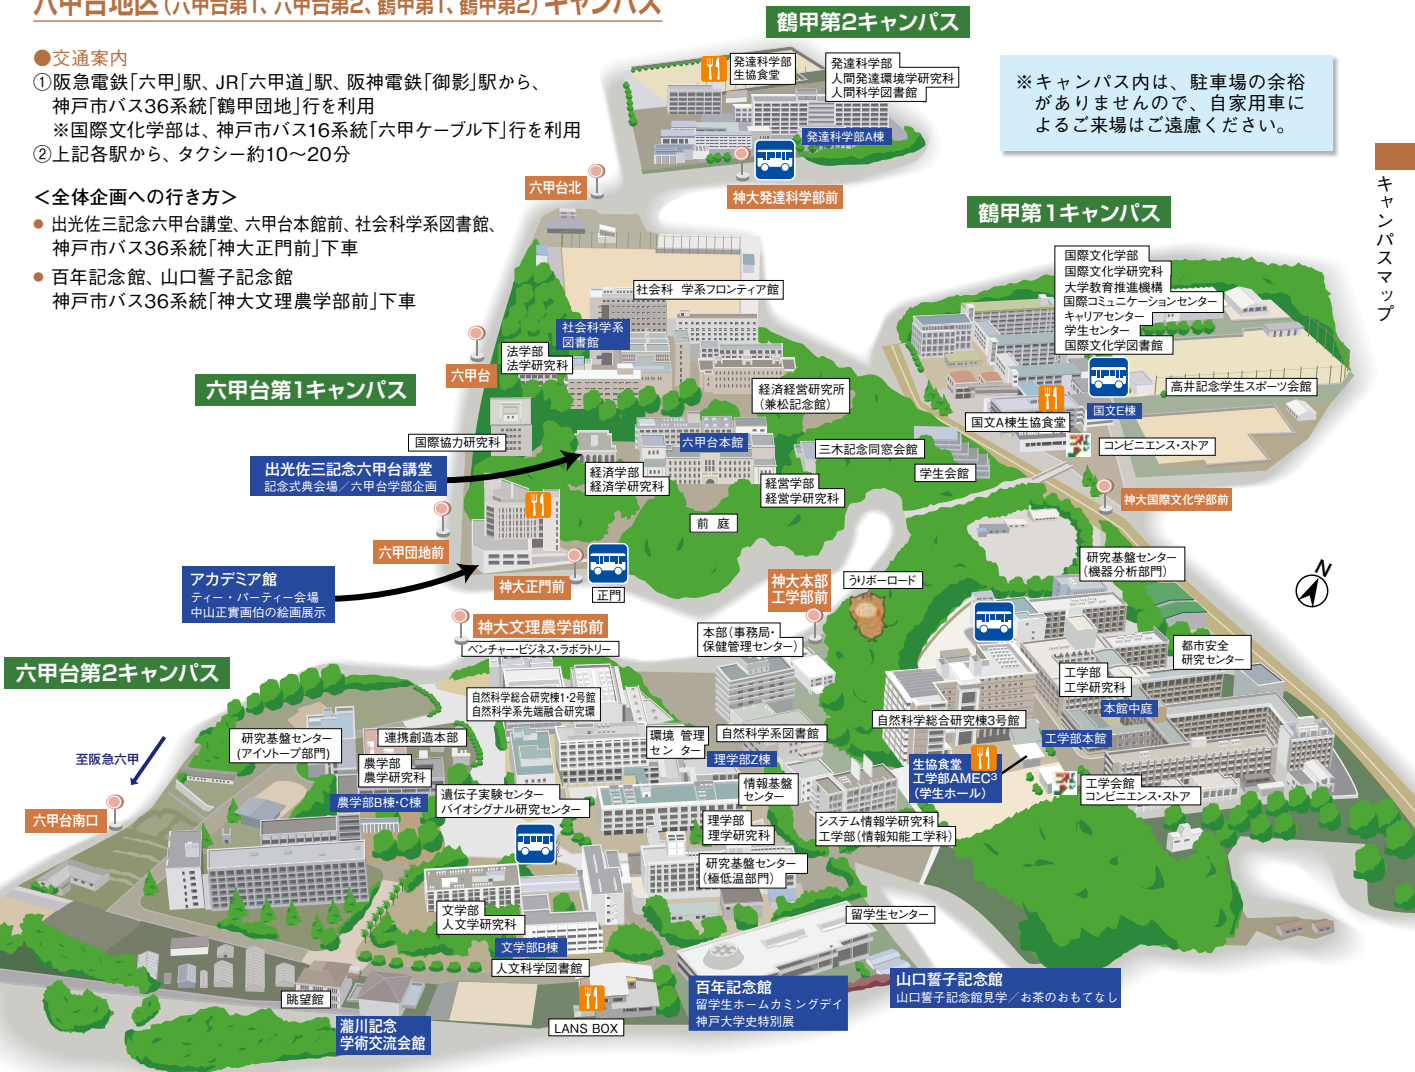 六甲台地区(六甲台第1、六甲台第2、鶴甲第1、鶴甲第2)キャンパス
●交通案内
①阪急電鉄「六甲」駅、JR「六甲道」駅、阪神電鉄「御影」駅から、
神戸市バス36系統「鶴甲団地」行を利用
※国際文化学部は、神戸市バス16系統「六甲ケーブル下」行を利用
②上記各駅から、タクシー約10〜20分
＜全体企画への行き方＞
● 出光佐三記念六甲台講堂、六甲台本館前、社会科学系図書館、
神戸市バス36系統「神大正門前」下車
● 百年記念館、山口誓子記念館
神戸市バス36系統「神大文理農学部前」下車
※キャンパス内は、駐車場の余裕
がありませんので、自家用車に
よるご来場はご遠慮ください。
キャンパスマップ
鶴甲第2キャンパス
発達科学部
生協食堂
発達科学部
人間発達環境学研究科
人間科学図書館
発達科学部A棟
神大発達科学部前
六甲台北
鶴甲第1キャンパス
国際文化学部
国際文化学研究科
大学教育推進機構
国際コミュニケーションセンター
キャリアセンター
学生センター
国際文化学図書館
高井記念学生スポーツ会館
国文E棟
国文A棟生協食堂
コンビニエンス・ストア
神大国際文化学部前
六甲台第1キャンパス
社会科 学系フロンティア館
社会科学系
図書館
法学部
法学研究科
六甲台
経済経営研究所
(兼松記念館)
国際協力研究科
六甲台本館
三木記念同窓会館
学生会館
出光佐三記念六甲台講堂
記念式典会場／六甲台学部企画
経済学部
経済学研究科
経営学部
経営学研究科
前 庭
六甲団地前
アカデミア館
ティー・パーティー会場
中山正實画伯の絵画展示
神大正門前
正門
神大本部
工学部前
うりボーロード
研究基盤センター
(機器分析部門)
N
六甲台第2キャンパス
神大文理農学部前
ベンチャー・ビジネス・ラボラトリー
本部(事務局・
保健管理センター)
都市安全
研究センター
工学部
工学研究科
本館中庭
工学部本館
自然科学総合研究棟1・2号館
自然科学系先端融合研究環
自然科学総合研究棟3号館
環境 管理
セン ター
自然科学系図書館
研究基盤センター
(アイソトープ部門)
連携創造本部
至阪急六甲
農学部
農学研究科
農学部B棟・C棟
六甲台南口
遺伝子実験センター
バイオシグナル研究センター
理学部Z棟
情報基盤
センター
生協食堂
工学部AMEC³
(学生ホール)
工学会館
コンビニエンス・ストア
理学部
理学研究科
システム情報学研究科
工学部(情報知能工学科)
研究基盤センター
(極低温部門)
文学部
人文学研究科
文学部B棟
人文科学図書館
留学生センター
眺望館
瀧川記念
学術交流会館
LANS BOX
百年記念館
留学生ホームカミングデイ
神戸大学史特別展
山口誓子記念館
山口誓子記念館見学／お茶のおもてなし